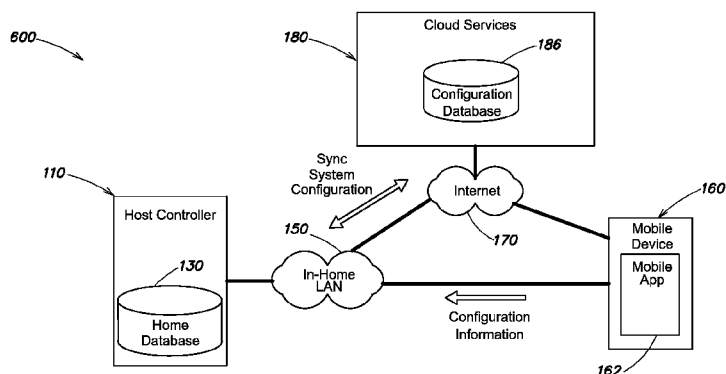 600
180
Cloud Services
186
Configuration
Database
Sync
System
Configuration
110
Host Controller
130
Home
Database
150
In-Home
LAN
Internet
170
160
Mobile
Device
Mobile
App
162
Configuration
Information